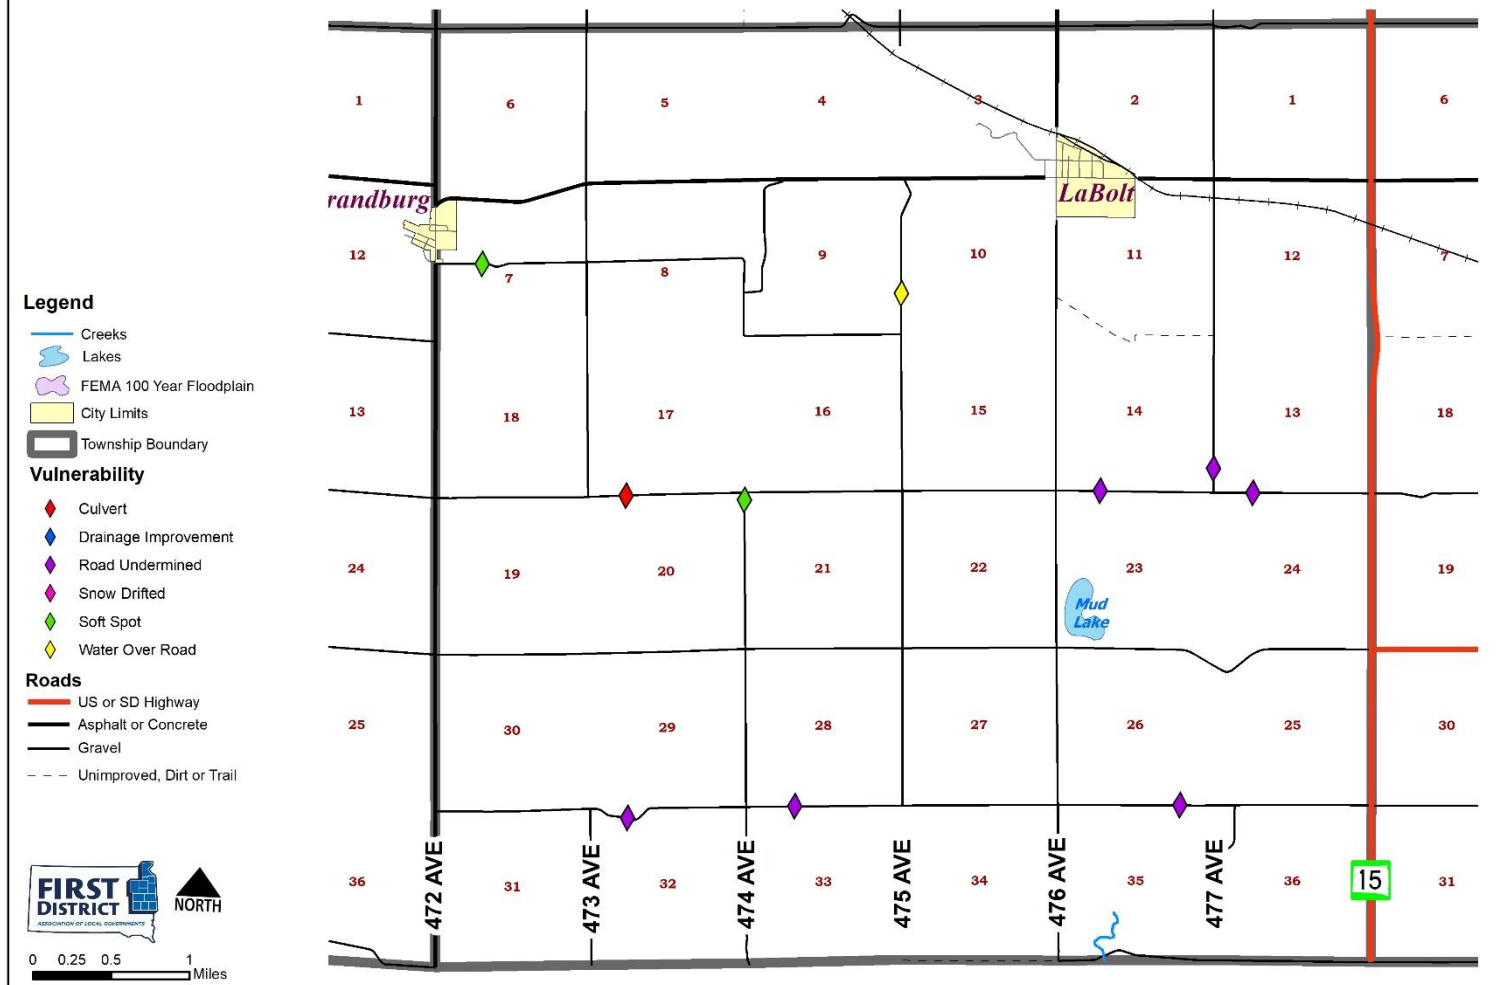 1
6
5
4
3
2
1
6
randburg
LaBolt
12
7
8
9
10
11
12
7
13
18
17
16
15
14
13
18
24
19
20
21
22
23
24
19
Mud
Lake
25
30
29
28
27
26
25
30
36
31
32
33
34
35
36
31
472 AVE
473 AVE
474 AVE
475 AVE
476 AVE
477 AVE
15
Legend
Creeks
Lakes
FEMA 100 Year Floodplain
City Limits
Township Boundary
Vulnerability
Culvert
Drainage Improvement
Road Undermined
Snow Drifted
Soft Spot
Water Over Road
Roads
US or SD Highway
Asphalt or Concrete
Gravel
Unimproved, Dirt or Trail
FIRST
DISTRICT
ASSOCIATION OF LOCAL GOVERNMENTS
NORTH
0 0.25 0.5 1
Miles